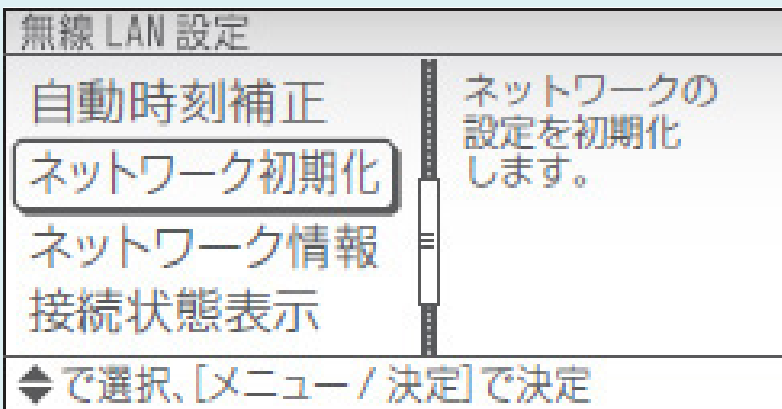 無線 LAN 設定
自動時刻補正
ネットワーク初期化
ネットワーク情報
接続状態表示
ネットワークの
設定を初期化
します。
◆で選択、[メニュー / 決定]で決定